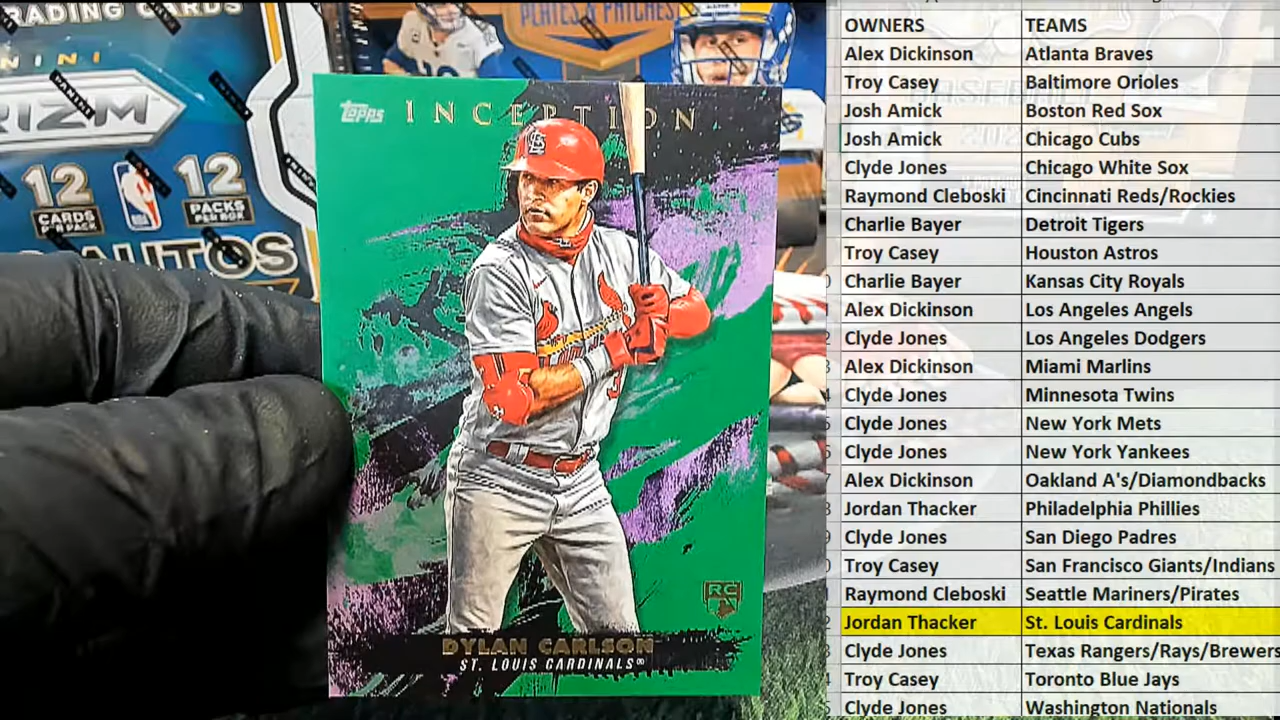 TRADING CARDS
PANINI
PRIZM
12
CARDS
PER PACK
NBA
12
PACKS
PER BOX
AUTOS
PLATES & PATCHES
Topps
INCEPTION
RC
DYLAN CARLSON
ST. LOUIS CARDINALS
OWNERS TEAMS
Alex Dickinson Atlanta Braves
Troy Casey Baltimore Orioles
Josh Amick Boston Red Sox
Josh Amick Chicago Cubs
Clyde Jones Chicago White Sox
Raymond Cleboski Cincinnati Reds/Rockies
Charlie Bayer Detroit Tigers
Troy Casey Houston Astros
Charlie Bayer Kansas City Royals
Alex Dickinson Los Angeles Angels
Clyde Jones Los Angeles Dodgers
Alex Dickinson Miami Marlins
Clyde Jones Minnesota Twins
Clyde Jones New York Mets
Clyde Jones New York Yankees
Alex Dickinson Oakland A's/Diamondbacks
Jordan Thacker Philadelphia Phillies
Clyde Jones San Diego Padres
Troy Casey San Francisco Giants/Indians
Raymond Cleboski Seattle Mariners/Pirates
Jordan Thacker St. Louis Cardinals
Clyde Jones Texas Rangers/Rays/Brewers
Troy Casey Toronto Blue Jays
Clyde Jones Washington Nationals